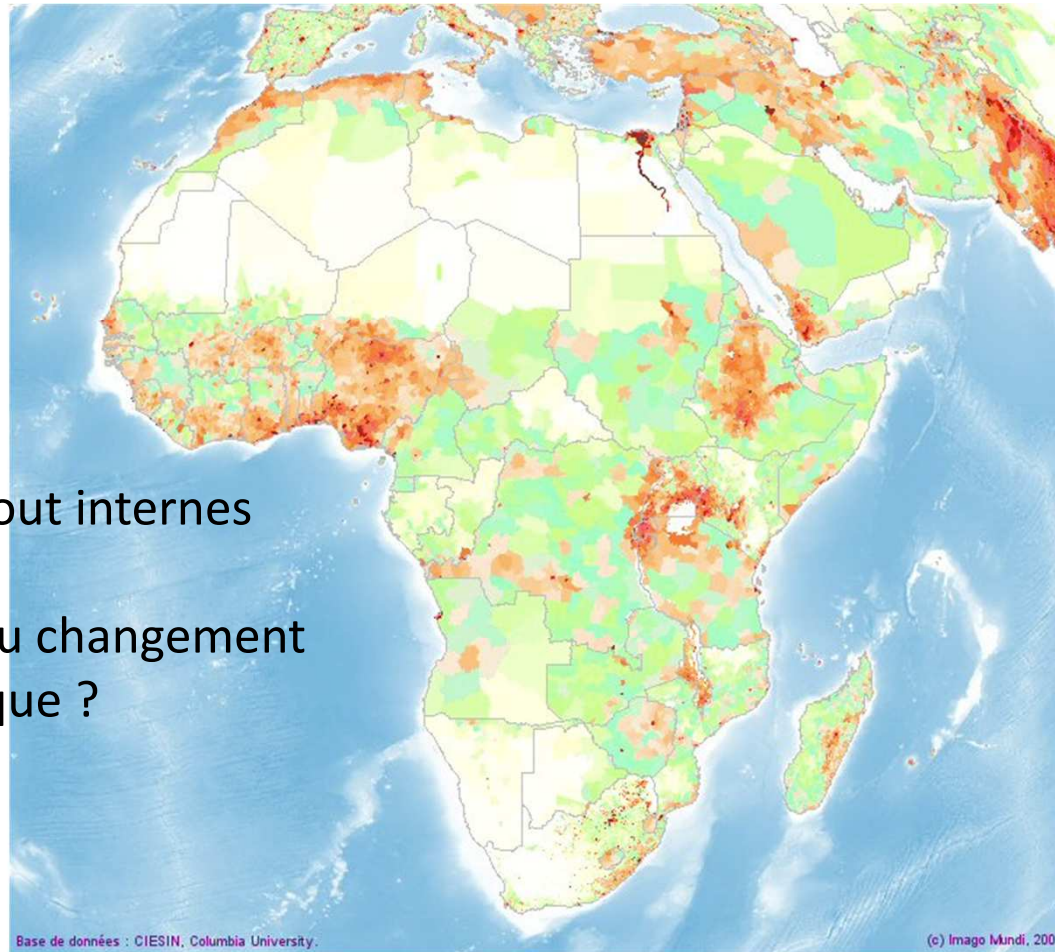 out internes
u changement
que ?
Base de données : CIESIN, Columbia University.
(c) Imago Mundi, 200